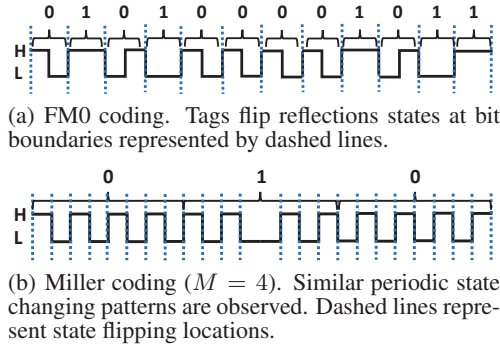 0 1 0 1 0 0 0 0 1 0 1 1
H
L
(a) FM0 coding. Tags flip reflections states at bit
boundaries represented by dashed lines.
0 1 0
H
L
(b) Miller coding (M = 4). Similar periodic state
changing patterns are observed. Dashed lines repre-
sent state flipping locations.